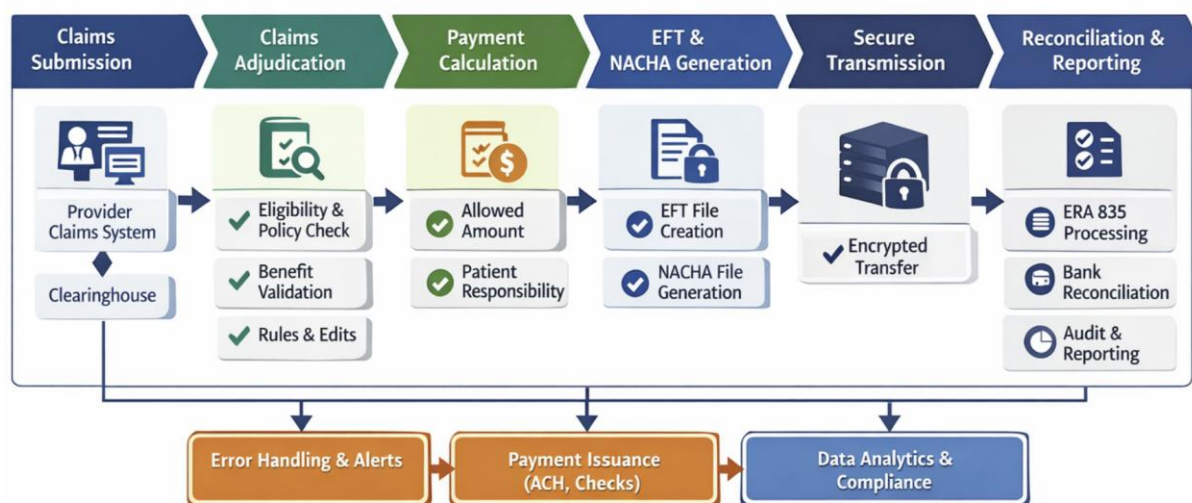 Claims
Submission
Claims
Adjudication
Payment
Calculation
EFT &
NACHA Generation
Secure
Transmission
Reconciliation &
Reporting
Provider
Claims System
Clearinghouse
Eligibility &
Policy Check
Benefit
Validation
Rules & Edits
Allowed
Amount
Patient
Responsibility
EFT File
Creation
NACHA File
Generation
Encrypted
Transfer
ERA 835
Processing
Bank
Reconciliation
Audit &
Reporting
Error Handling & Alerts
Payment Issuance
(ACH, Checks)
Data Analytics &
Compliance